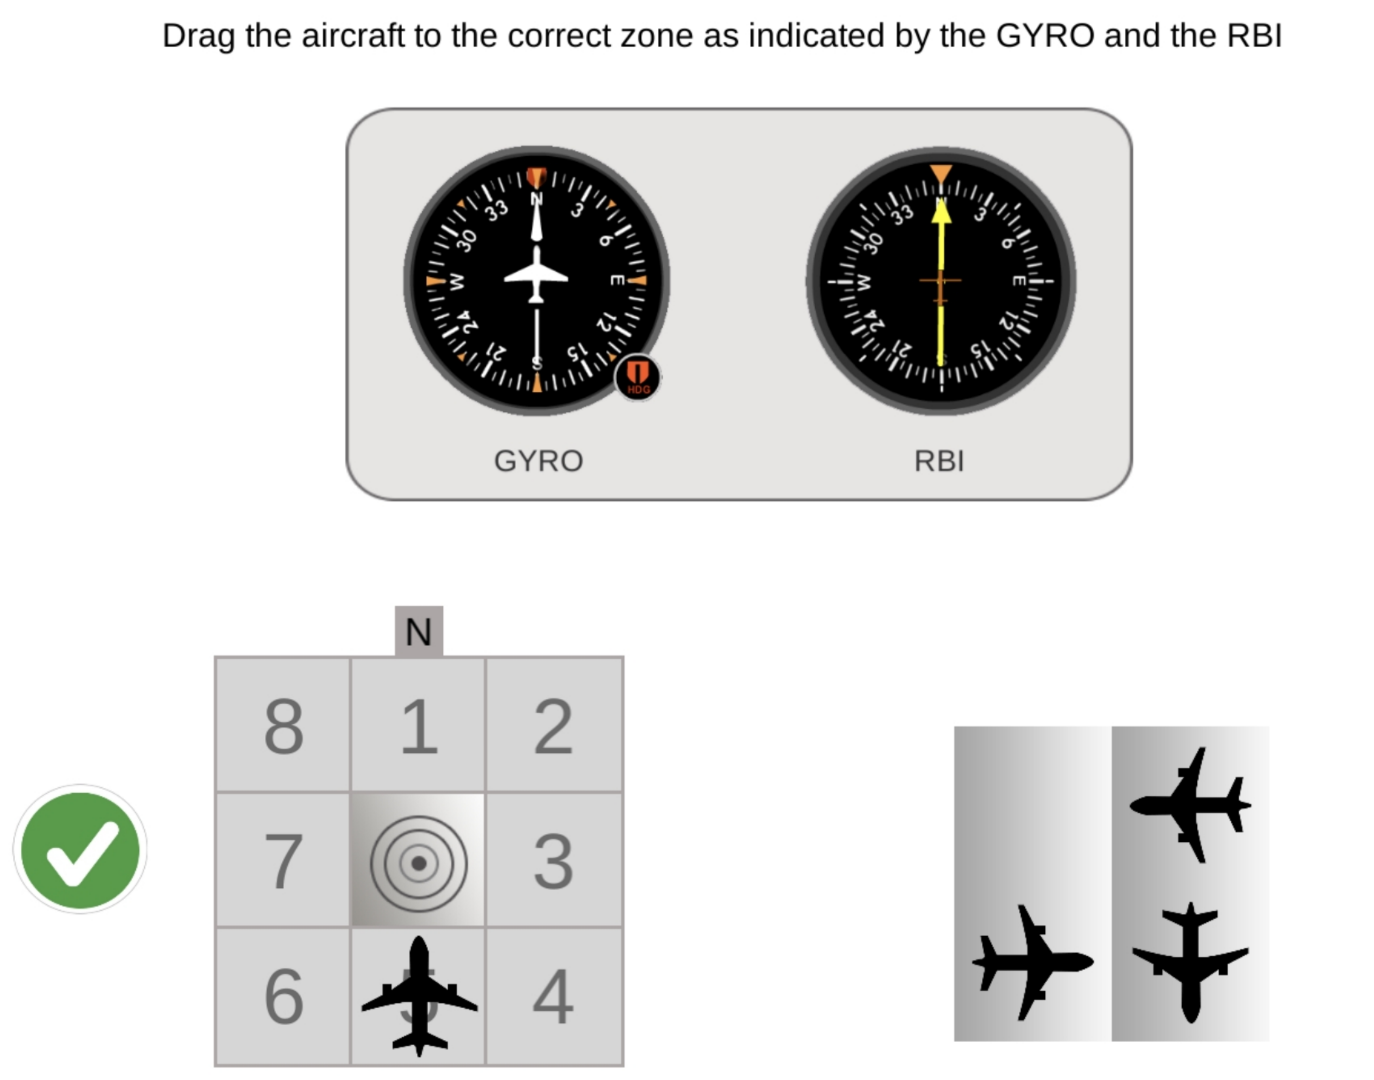 Drag the aircraft to the correct zone as indicated by the GYRO and the RBI
N 3 6 E 12 15 S 21 24 W 30 33
HDG
N 3 6 E 12 15 S 21 24 W 30 33
GYRO RBI
N
8 1 2
7 3
6 5 4